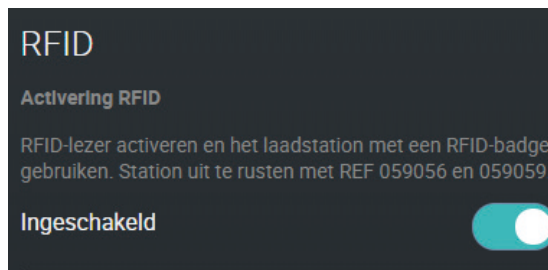 RFID
Activering RFID
RFID-lezer activeren en het laadstation met een RFID-badge
gebruiken. Station uit te rusten met REF 059056 en 059059
Ingeschakeld